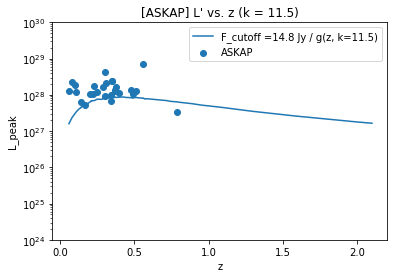 [ASKAP] L' vs. z (k = 11.5)
F_cutoff =14.8 Jy / g(z, k=11.5)
ASKAP
L_peak
10^30
10^29
10^28
10^27
10^26
10^25
10^24
0.0 0.5 1.0 1.5 2.0
z